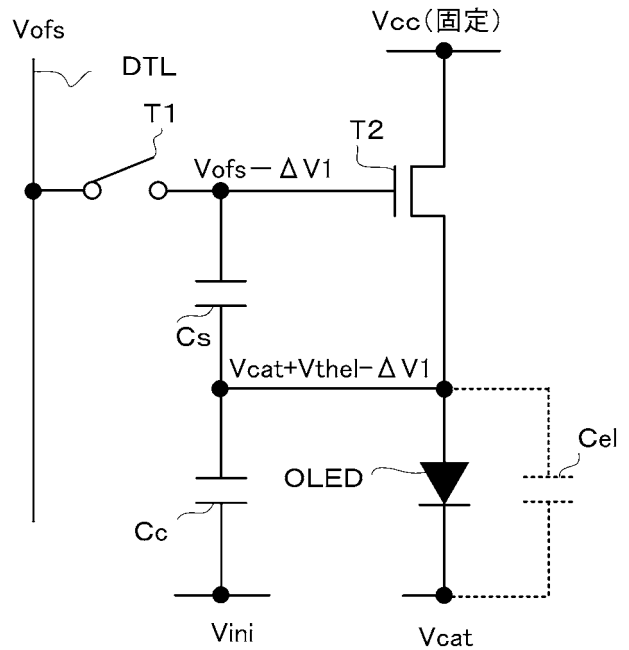 Vofs
Vcc(固定)
DTL
T1
T2
Vofs－ΔV1
Cs
Vcat+Vthel-ΔV1
OLED
Cel
Cc
Vini
Vcat